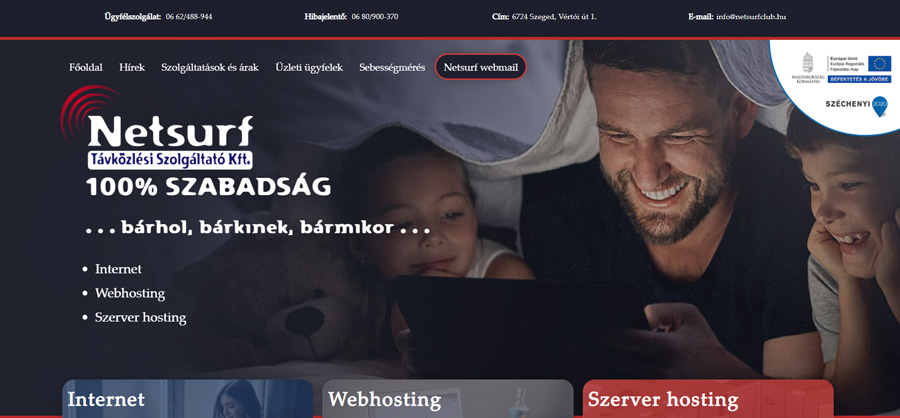 Ügyfélszolgálat: 06 62/488-944 Hibajelentő: 06 80/900-370 Cím: 6724 Szeged, Vértói út 1. E-mail: info@netsurfclub.hu
Főoldal Hírek Szolgáltatások és árak Üzleti ügyfelek Sebességmérés Netsurf webmail
MAGYARORSZÁG
KORMÁNYA
Európai Unió
Európai Regionális
Fejlesztési Alap
BEFEKTETÉS A JÖVŐBE
SZÉCHENYI 2020
Netsurf
Távközlési Szolgáltató Kft.
100% SZABADSÁG
. . . bárhol, bárkinek, bármikor . . .
• Internet
• Webhosting
• Szerver hosting
Internet Webhosting Szerver hosting